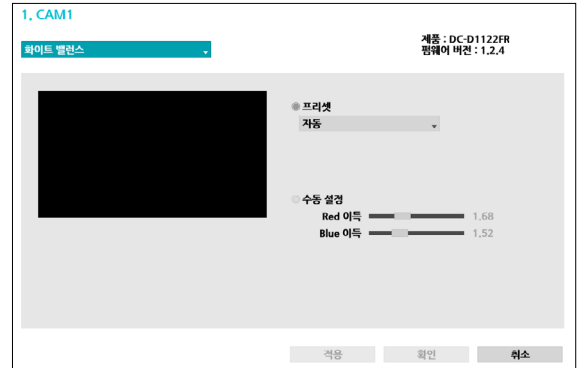 1. CAM1
화이트 밸런스
제품 : DC-D1122FR
펌웨어 버전 : 1.2.4
프리셋
자동
수동 설정
Red 이득 1.68
Blue 이득 1.52
적용 확인 취소